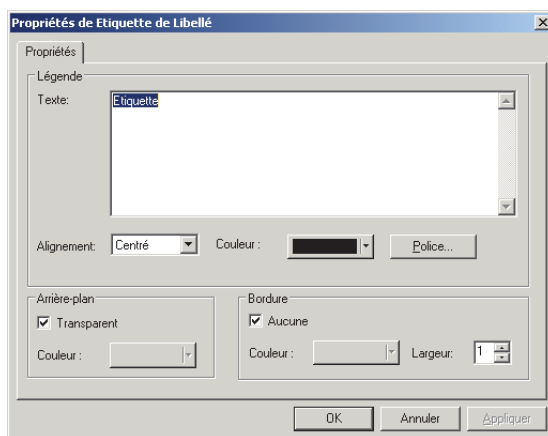 Propriétés de Etiquette de Libellé
Propriétés
Légende
Texte: Etiquette
Alignement: Centré Couleur : Police...
Arrière-plan Bordure
Transparent Aucune
Couleur : Couleur : Largeur: 1
OK Annuler Appliquer